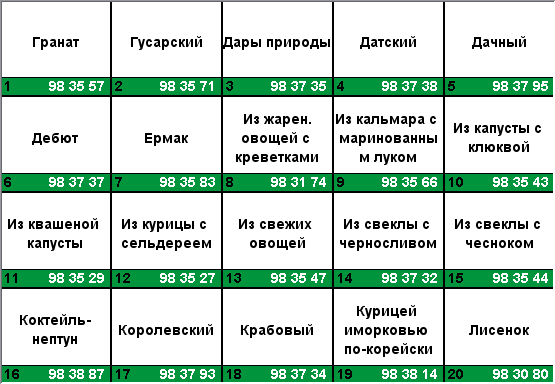 Гранат
1 98 35 57
Гусарский
2 98 35 71
Дары природы
3 98 37 35
Датский
4 98 37 38
Дачный
5 98 37 95
Дебют
6 98 37 37
Ермак
7 98 35 83
Из жарен.
овощей с
креветками
8 98 31 74
Из кальмара с
маринованны
м луком
9 98 35 66
Из капусты с
клюквой
10 98 35 43
Из квашеной
капусты
11 98 35 29
Из курицы с
сельдереем
12 98 35 27
Из свежих
овощей
13 98 35 47
Из свеклы с
черносливом
14 98 37 32
Из свеклы с
чесноком
15 98 35 44
Коктейль-
нептун
16 98 38 87
Королевский
17 98 37 93
Крабовый
18 98 37 34
Курицей
иморковью
по-корейски
19 98 38 14
Лисенок
20 98 30 80